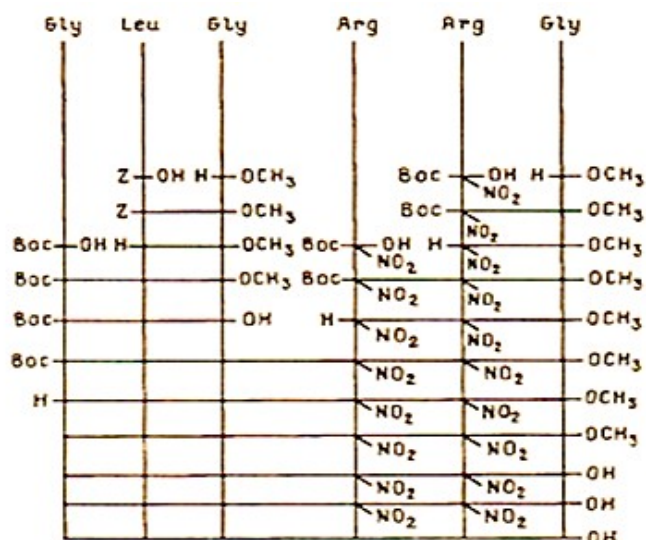 Gly Leu Gly Arg Arg Gly
Z OH H OCH3 Boc OH H OCH3
NO2
Z OCH3 Boc OCH3
NO2
Boc OH H OCH3 Boc OH H OCH3
NO2 NO2
Boc OCH3 Boc OCH3
NO2 NO2
Boc OH H OCH3
NO2 NO2
Boc OCH3
NO2 NO2
H OCH3
NO2 NO2
OCH3
NO2 NO2
OH
NO2 NO2
OH
NO2 NO2
OH